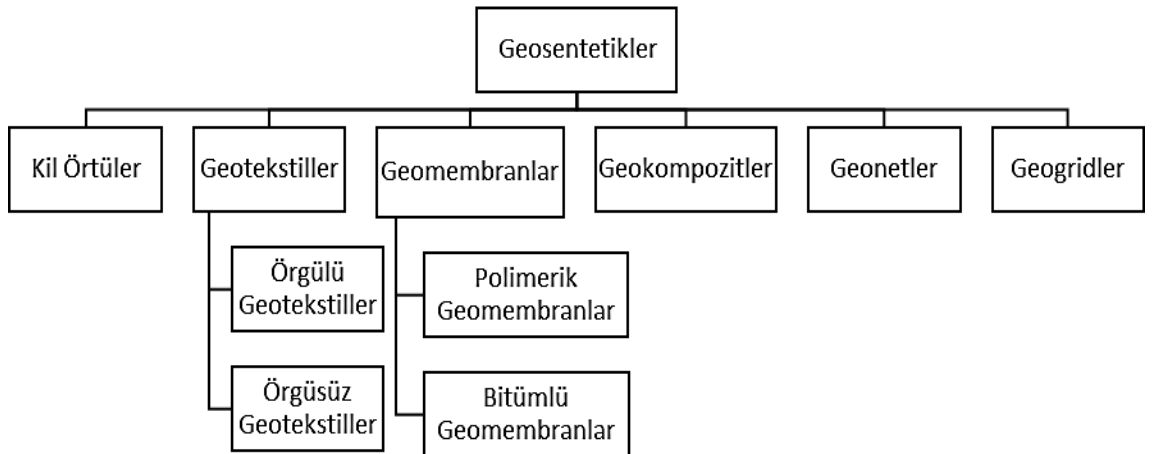 Geosentetikler
Kil Örtüler
Geotekstiller
Geomembranlar
Geokompozitler
Geonetler
Geogridler
Örgülü
Geotekstiller
Polimerik
Geomembranlar
Örgüsüz
Geotekstiller
Bitümlü
Geomembranlar